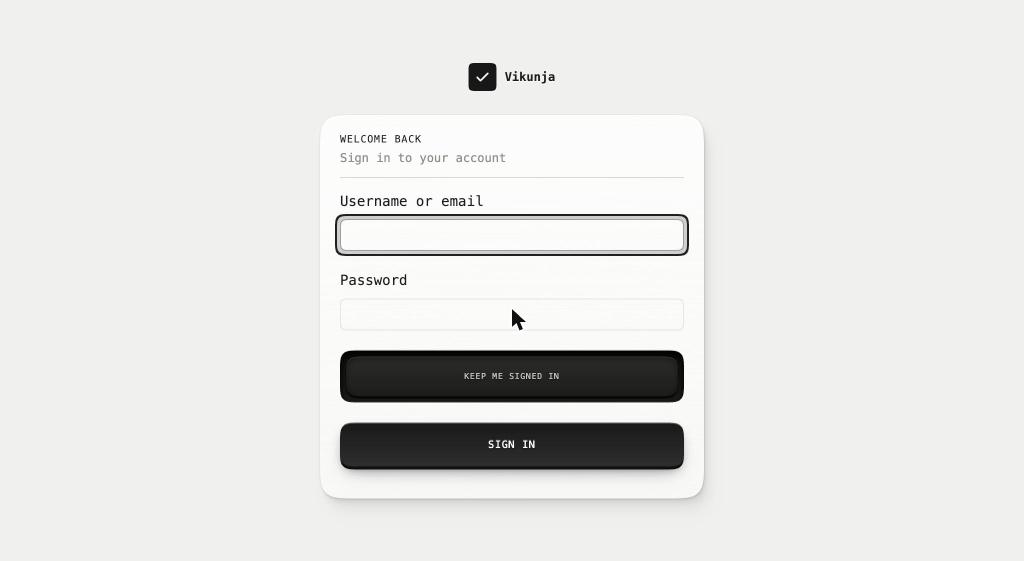 Vikunja
WELCOME BACK
Sign in to your account
Username or email
Password
KEEP ME SIGNED IN
SIGN IN